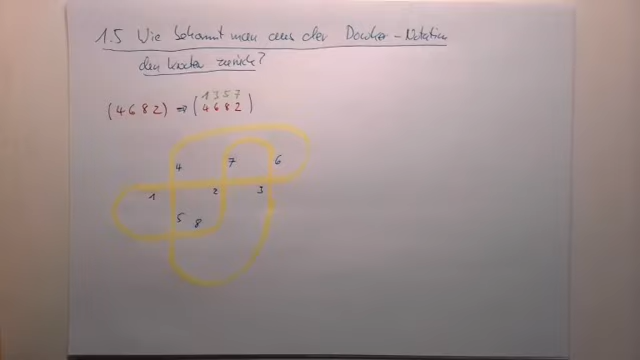 1.5 Wie bekommt man aus der Dowker-Notation
den Knoten zurück?
1 3 5 7
(4 6 8 2) ⇒ (4 6 8 2)
4 7 6
1 2 3
5 8